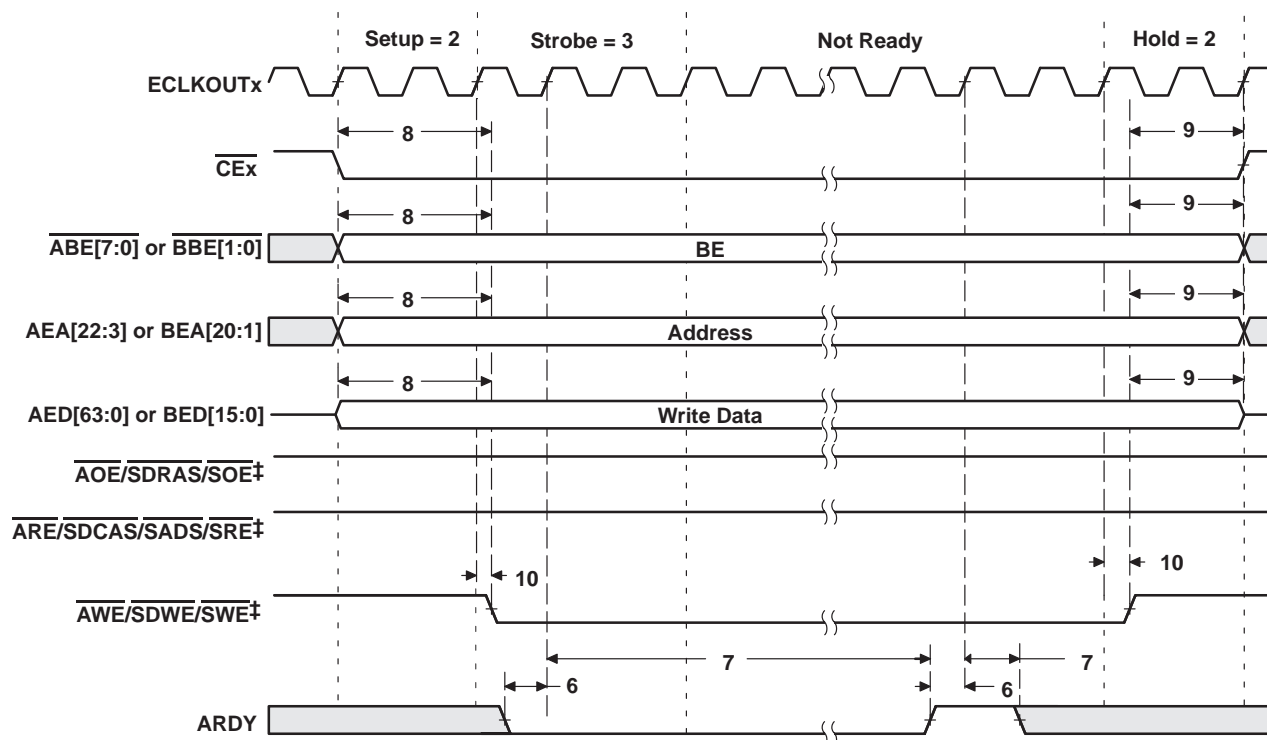 Setup = 2 Strobe = 3 Not Ready Hold = 2
ECLKOUTx
8 9
CEx
8 9
ABE[7:0] or BBE[1:0] BE
8 9
AEA[22:3] or BEA[20:1] Address
8 9
AED[63:0] or BED[15:0] Write Data
AOE/SDRAS/SOE‡
ARE/SDCAS/SADS/SRE‡
10 10
AWE/SDWE/SWE‡
7 7
6 6
ARDY